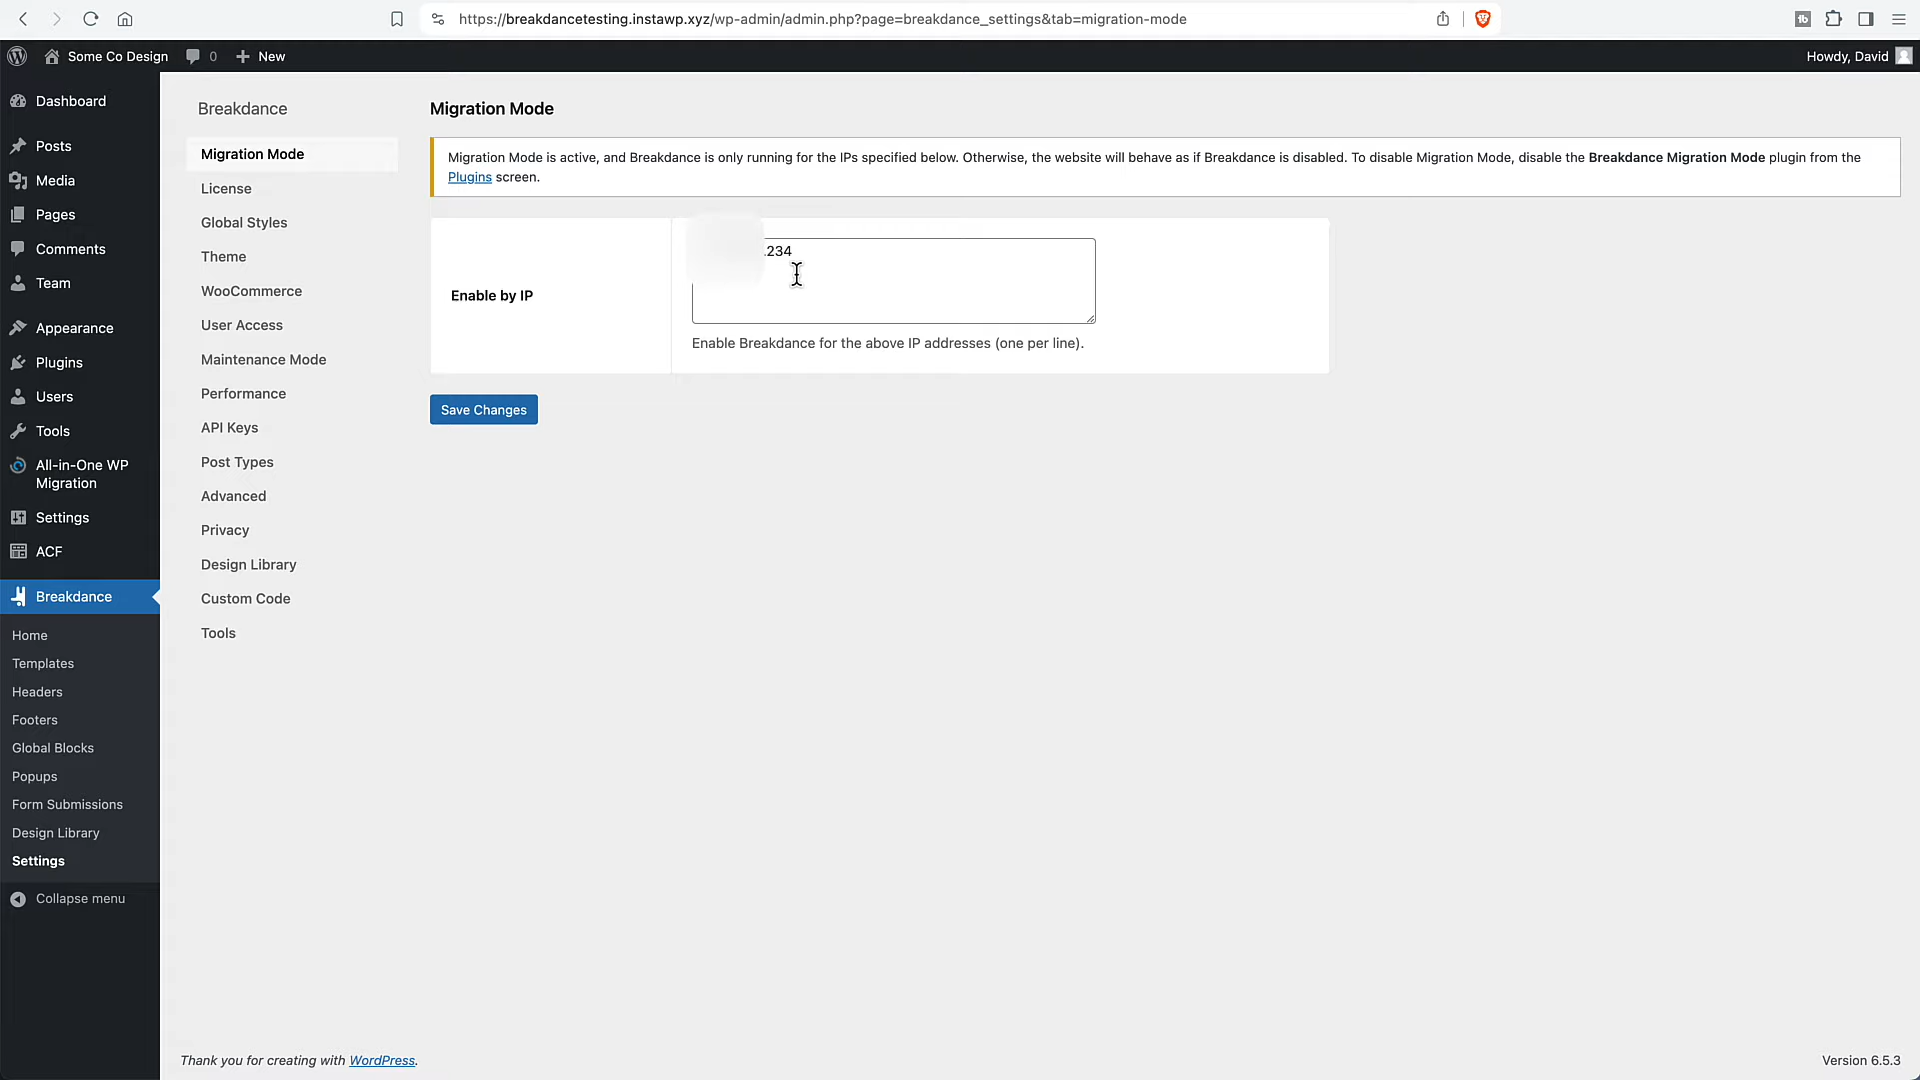 https://breakdancetesting.instawp.xyz/wp-admin/admin.php?page=breakdance_settings&tab=migration-mode
Some Co Design
0
New
Howdy, David
Dashboard
Posts
Media
Pages
Comments
Team
Appearance
Plugins
Users
Tools
All-in-One WP
Migration
Settings
ACF
Breakdance
Home
Templates
Headers
Footers
Global Blocks
Popups
Form Submissions
Design Library
Settings
Collapse menu
Breakdance
Migration Mode
License
Global Styles
Theme
WooCommerce
User Access
Maintenance Mode
Performance
API Keys
Post Types
Advanced
Privacy
Design Library
Custom Code
Tools
Migration Mode
Migration Mode is active, and Breakdance is only running for the IPs specified below. Otherwise, the website will behave as if Breakdance is disabled. To disable Migration Mode, disable the Breakdance Migration Mode plugin from the
Plugins screen.
Enable by IP
.234
Enable Breakdance for the above IP addresses (one per line).
Save Changes
Thank you for creating with WordPress.
Version 6.5.3